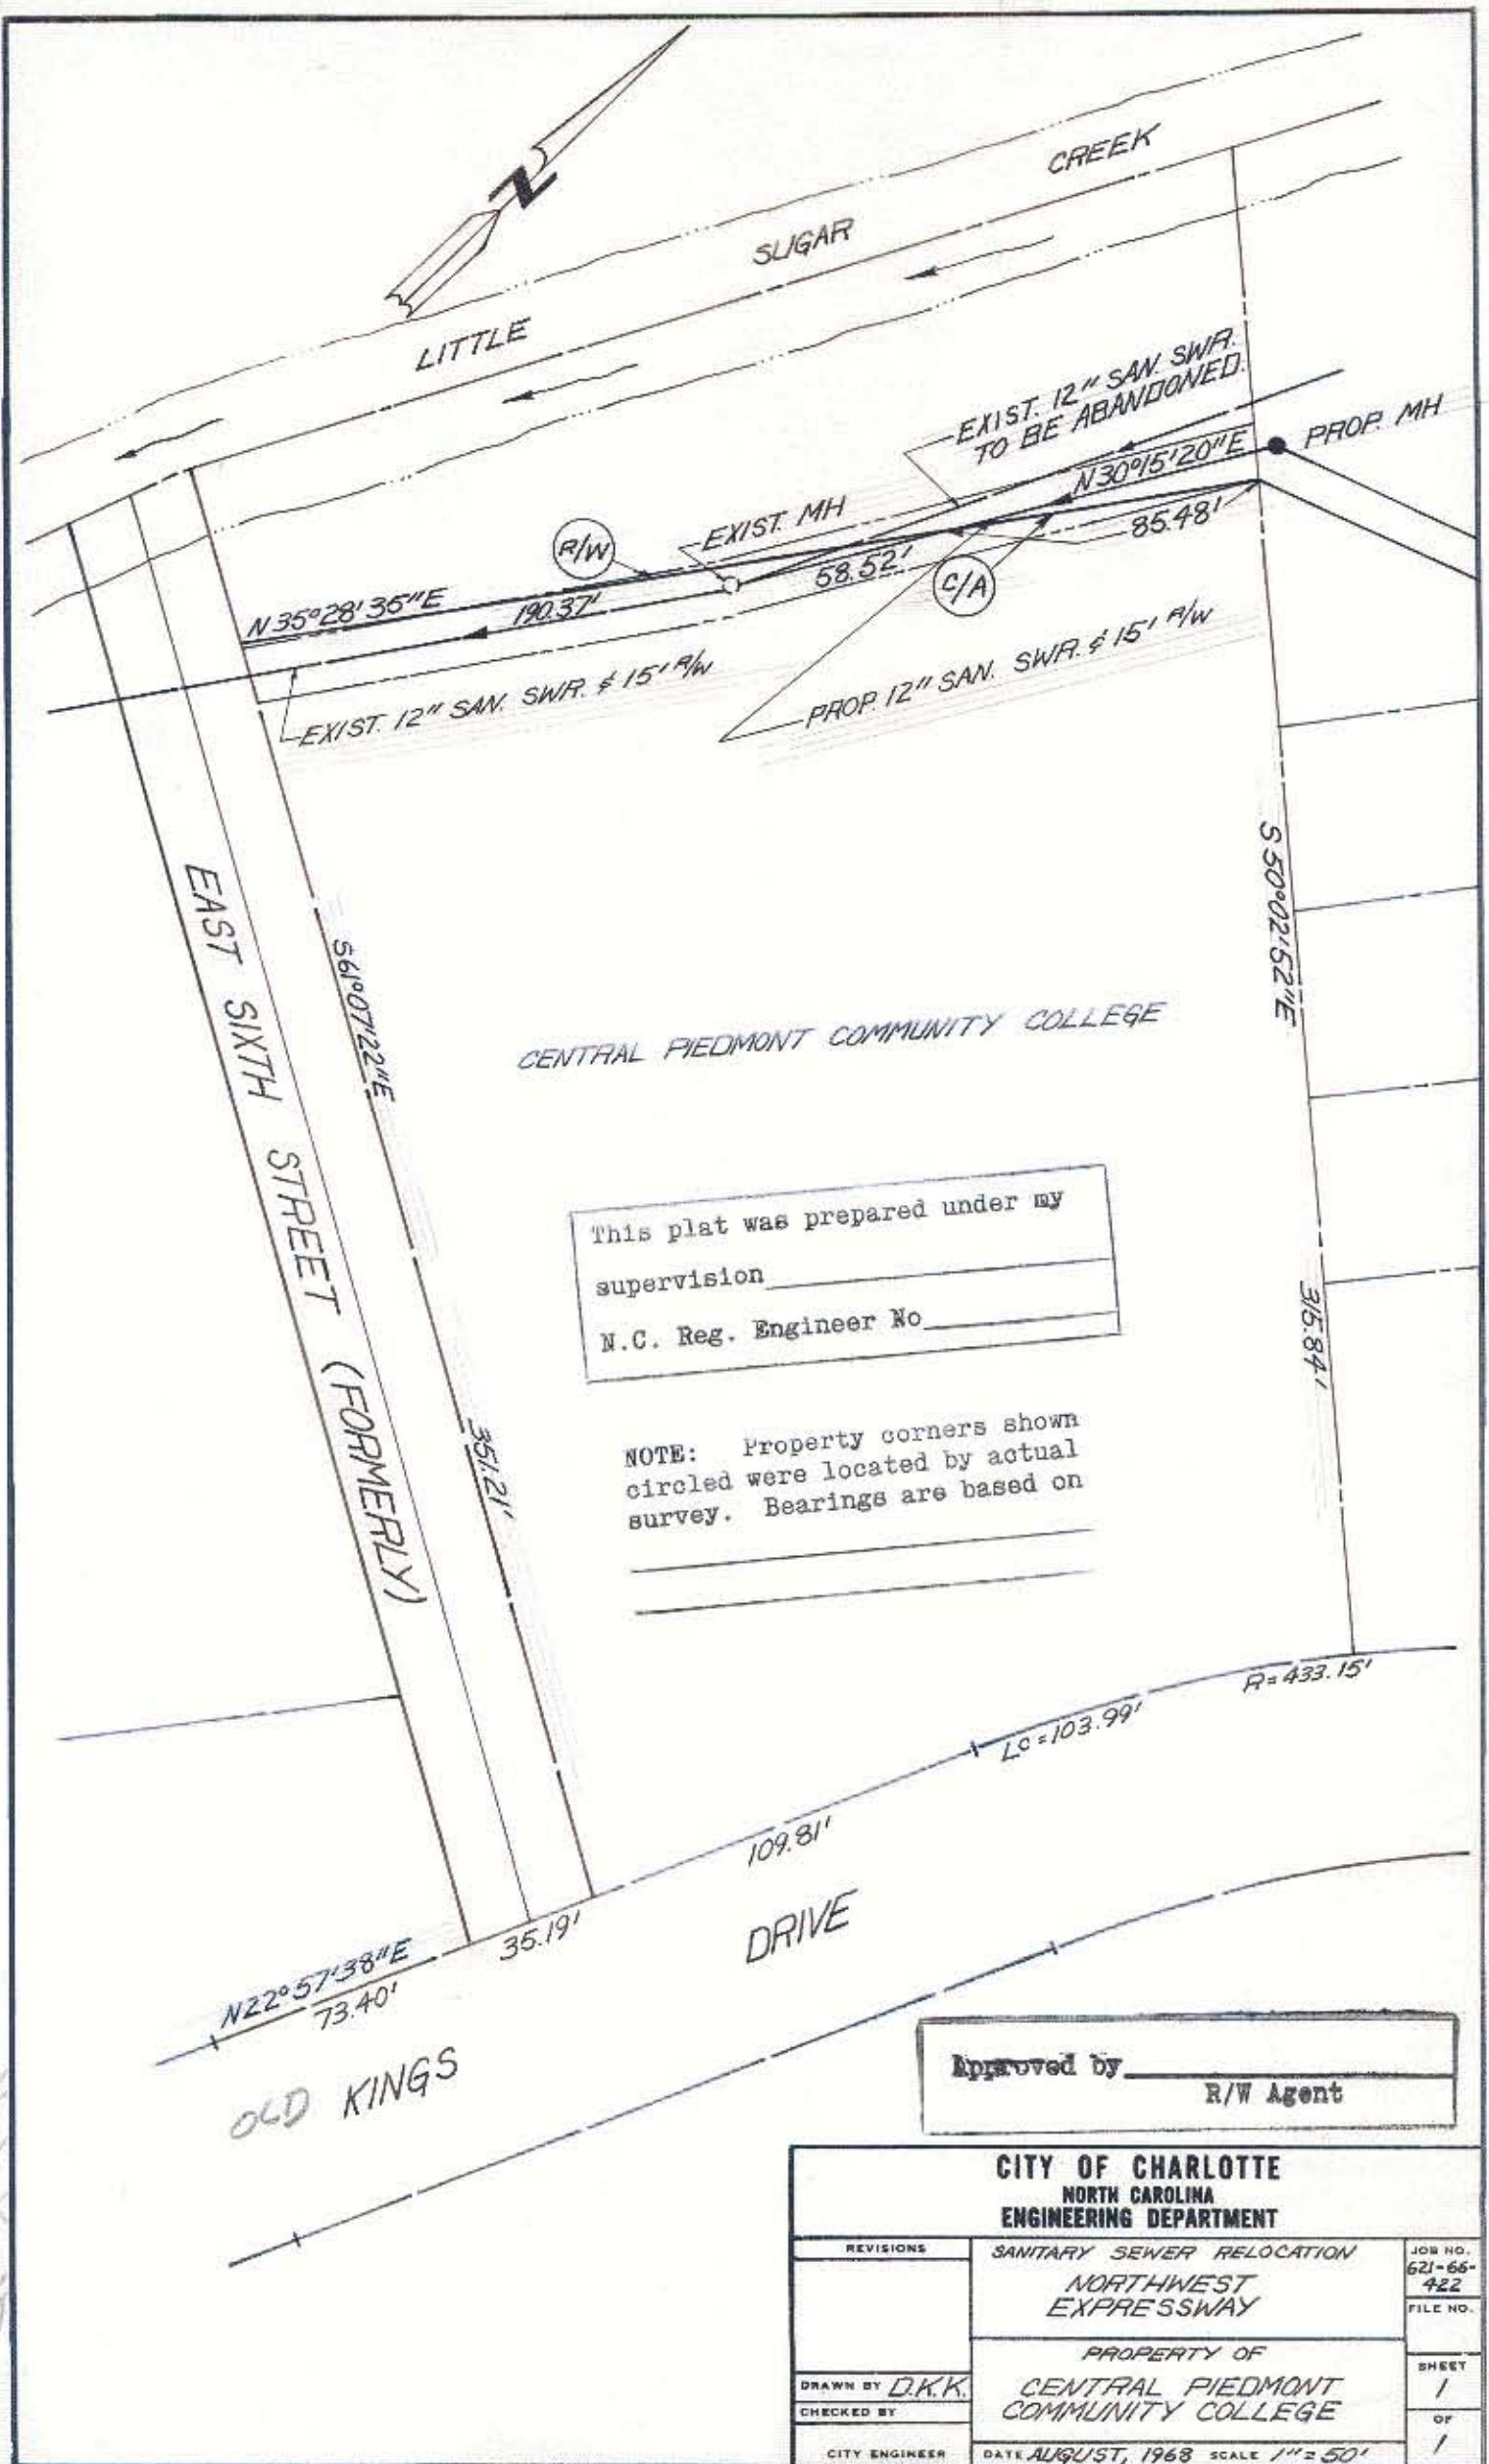 N
CREEK
SUGAR
LITTLE
EXIST. 12" SAN. SWR.
TO BE ABANDONED.
PROP. MH
N30°15'20"E
EXIST. MH
R/W
85.48'
58.52'
C/A
N35°28'35"E
190.37'
EXIST. 12" SAN. SWR. & 15' R/W
PROP. 12" SAN. SWR. & 15' R/W
EAST SIXTH STREET (FORMERLY)
S61°07'22"E
351.21'
S50°02'52"E
315.84'
CENTRAL PIEDMONT COMMUNITY COLLEGE
This plat was prepared under my
supervision
N.C. Reg. Engineer No
NOTE: Property corners shown
circled were located by actual
survey. Bearings are based on
R=433.15'
LC=103.99'
109.81'
35.19'
N22°57'38"E
73.40'
DRIVE
OLD KINGS
Approved by
R/W Agent
CITY OF CHARLOTTE
NORTH CAROLINA
ENGINEERING DEPARTMENT
REVISIONS
SANITARY SEWER RELOCATION
NORTHWEST
EXPRESSWAY
JOB NO.
621-66-
422
FILE NO.
PROPERTY OF
CENTRAL PIEDMONT
COMMUNITY COLLEGE
SHEET
1
OF
1
DRAWN BY D.K.K.
CHECKED BY
CITY ENGINEER
DATE AUGUST, 1968 SCALE 1"=50'